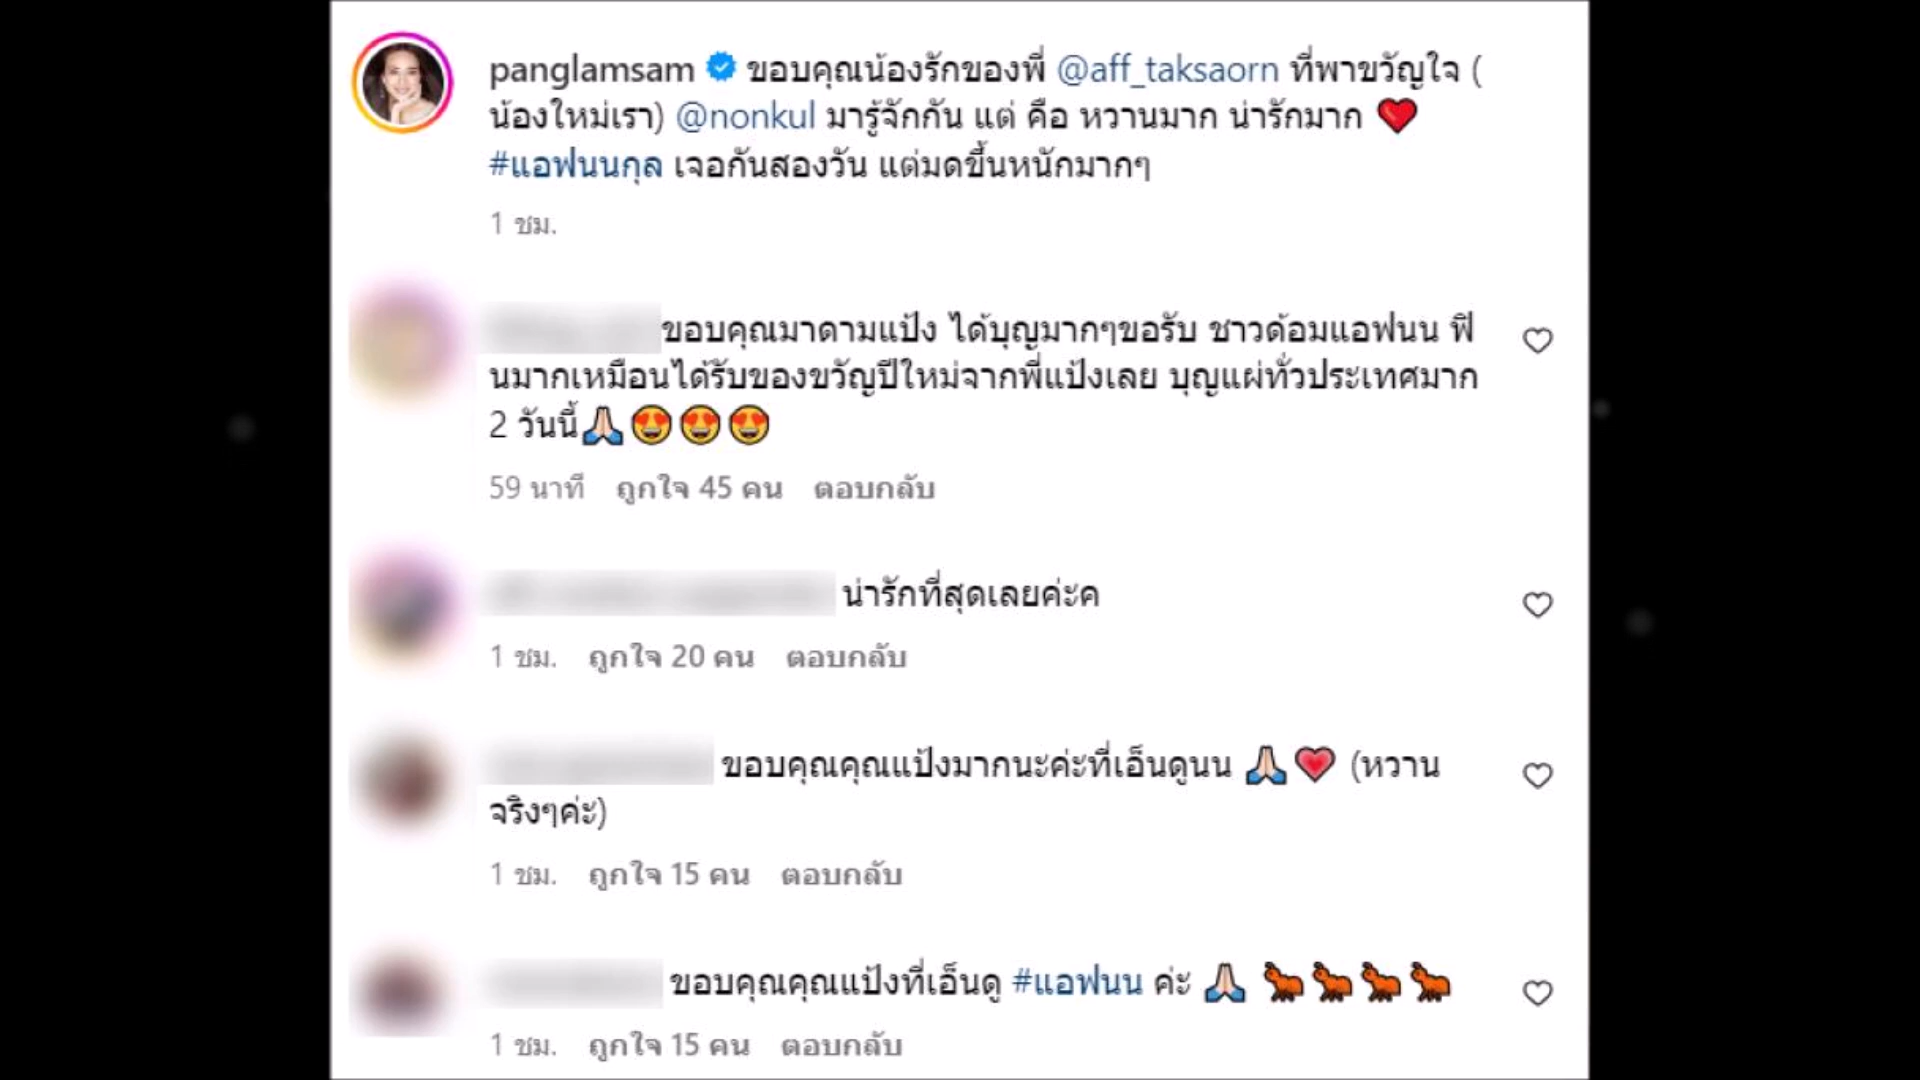 panglamsam ขอบคุณน้องรักของพี่ @aff_taksaorn ที่พาขวัญใจ (
น้องใหม่เรา) @nonkul มารู้จักกัน แต่ คือ หวานมาก น่ารักมาก ❤️
#แอฟนนกุล เจอกันสองวัน แต่มดขึ้นหนักมากๆ
1 ชม.
ขอบคุณมาดามแป้ง ได้บุญมากๆขอรับ ชาวด้อมแอฟนน ฟิ
นมากเหมือนได้รับของขวัญปีใหม่จากพี่แป้งเลย บุญแผ่ทั่วประเทศมาก
2 วันนี้🙏🏻😍😍😍
59 นาที ถูกใจ 45 คน ตอบกลับ
น่ารักที่สุดเลยค่ะค
1 ชม. ถูกใจ 20 คน ตอบกลับ
ขอบคุณคุณแป้งมากนะค่ะที่เอ็นดูนน 🙏🏻💗 (หวาน
จริงๆค่ะ)
1 ชม. ถูกใจ 15 คน ตอบกลับ
ขอบคุณคุณแป้งที่เอ็นดู #แอฟนน ค่ะ 🙏🏻 🐜🐜🐜🐜
1 ชม. ถูกใจ 15 คน ตอบกลับ